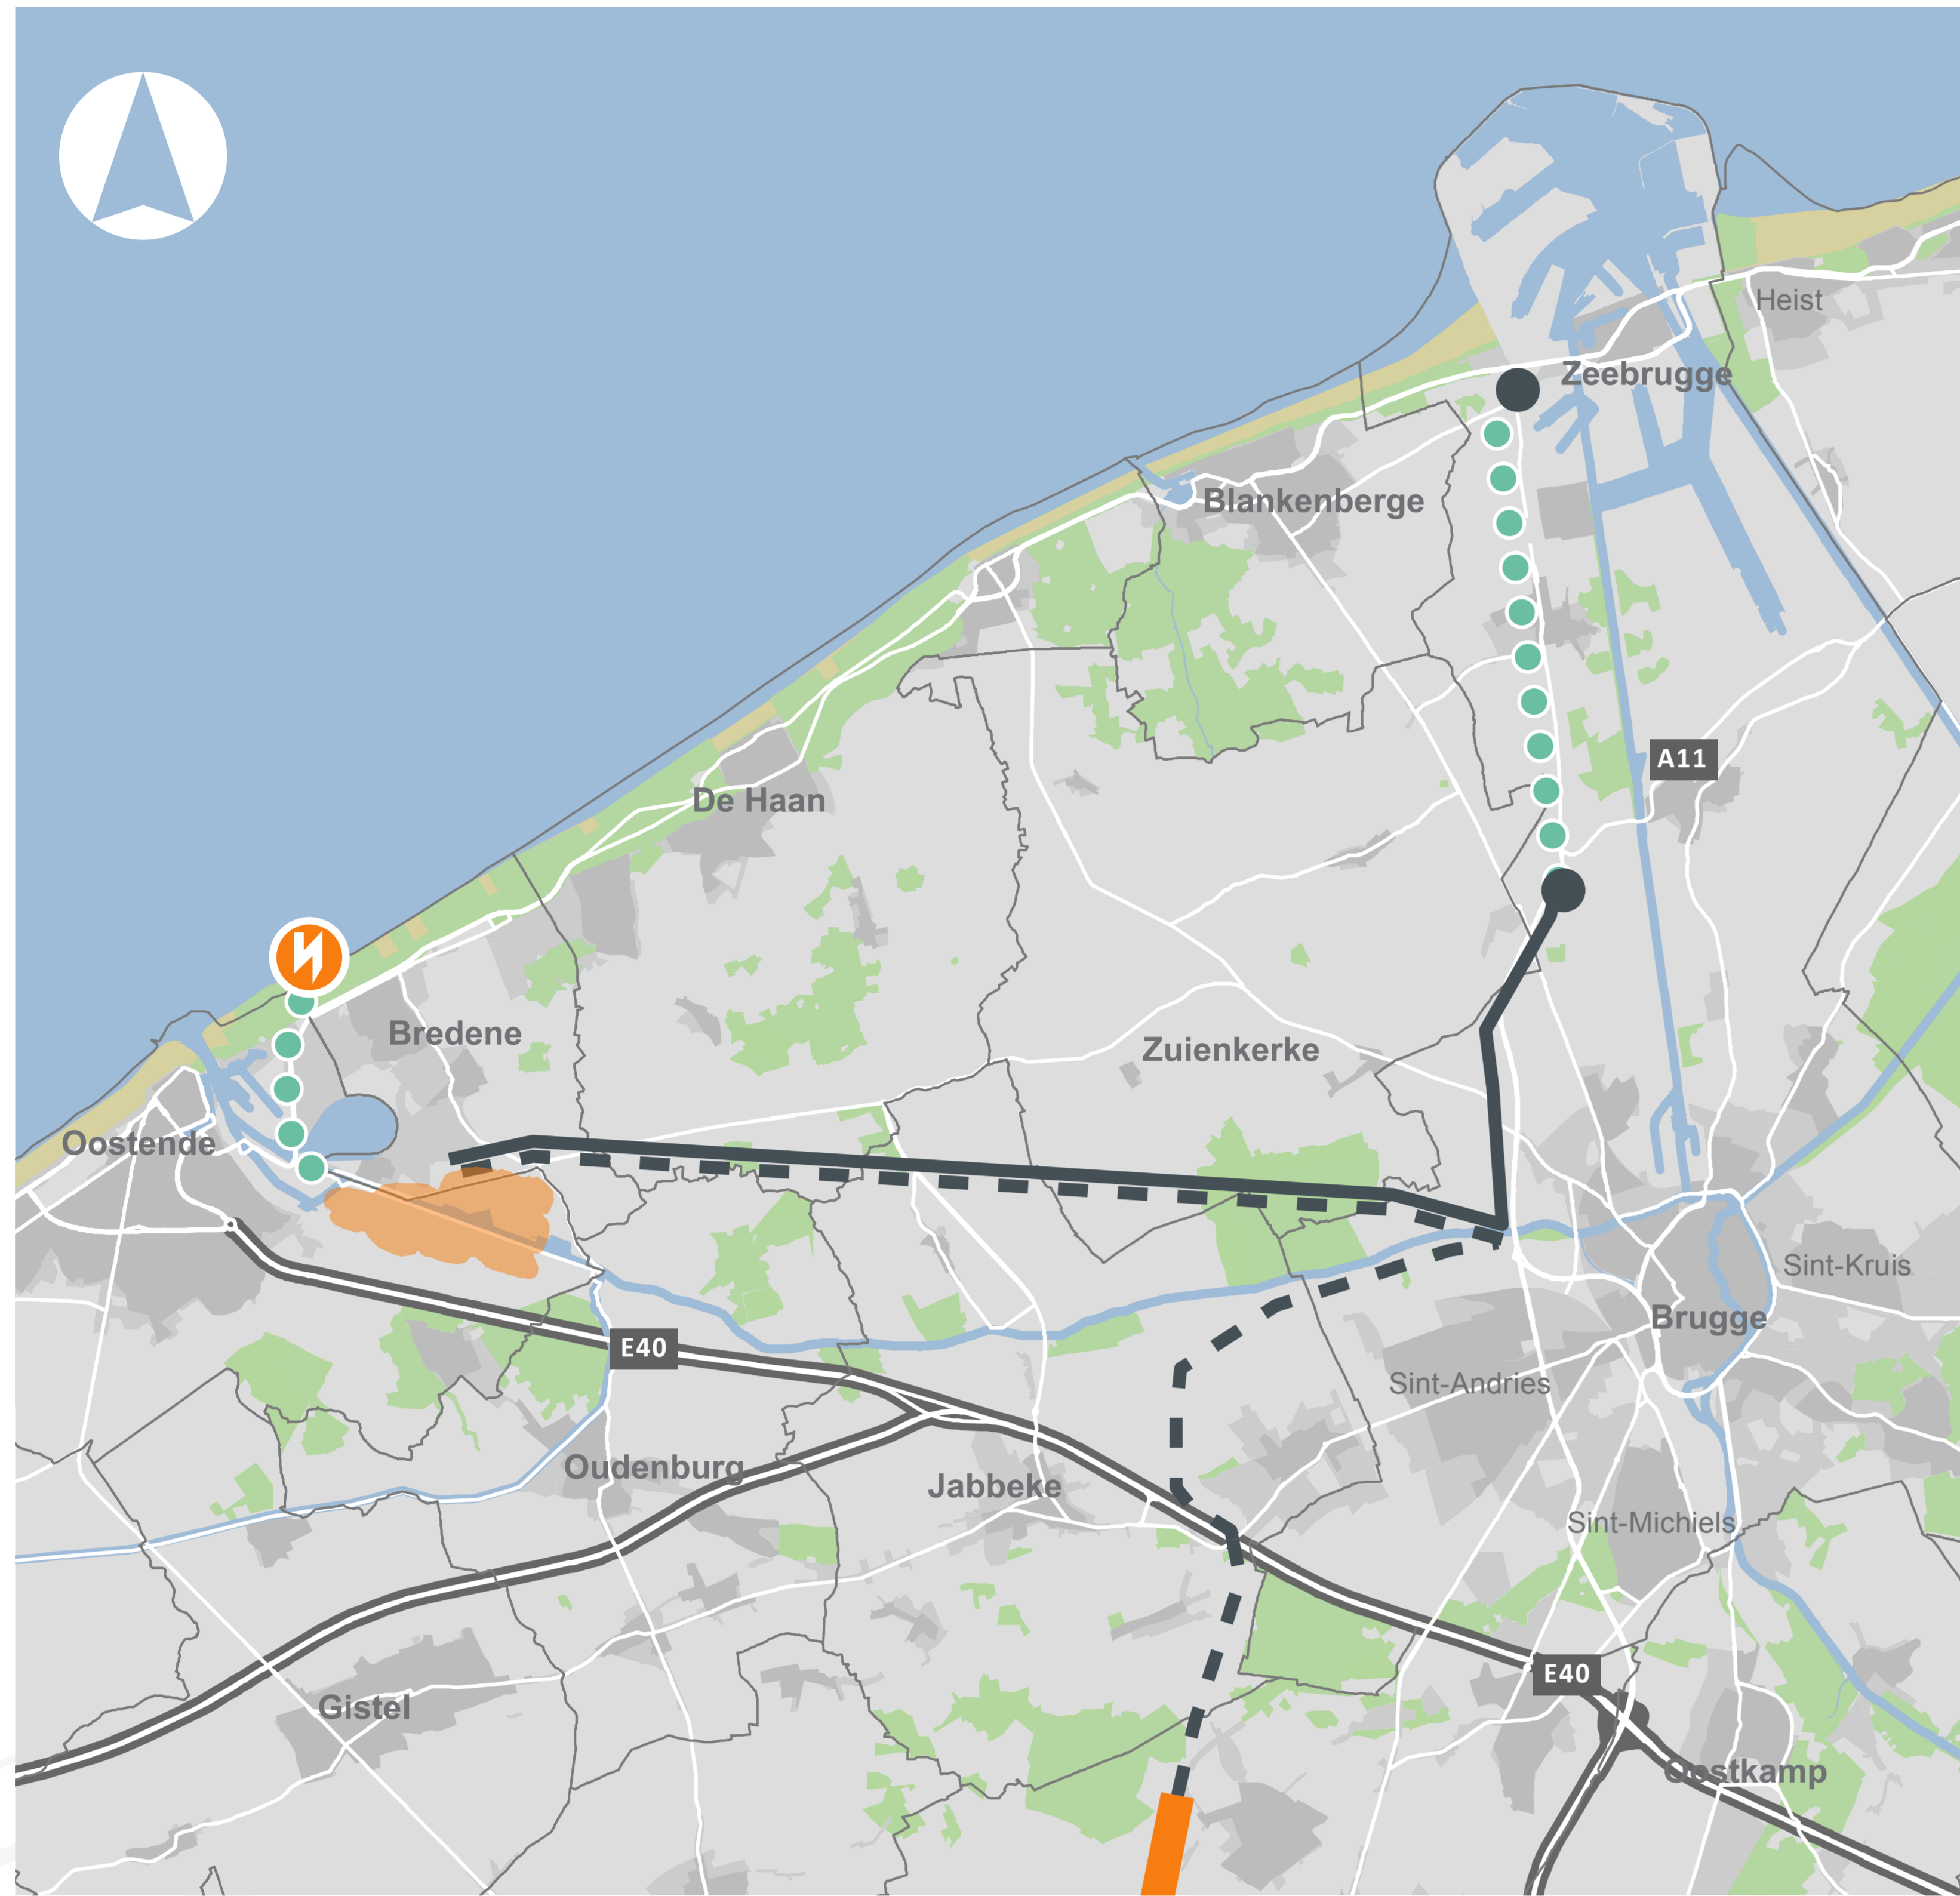 Heist
Zeebrugge
Blankenberge
A11
De Haan
Bredene
Zuienkerke
Oostende
Sint-Kruis
Brugge
E40
Sint-Andries
Oudenburg
Jabbeke
Sint-Michiels
E40
Gistel
Oostkamp